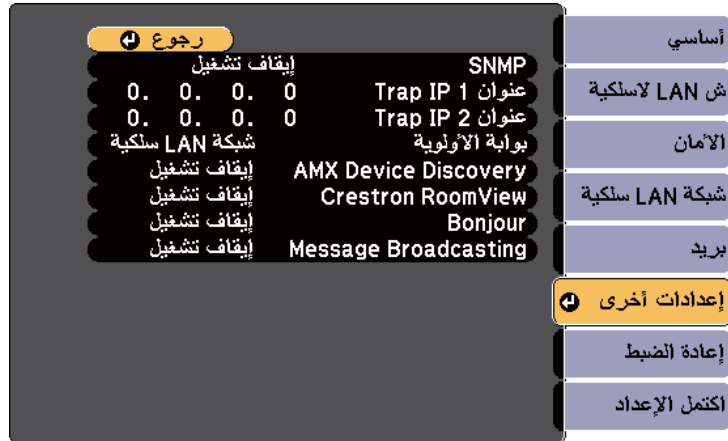 رجوع
SNMP إيقاف تشغيل
عنوان Trap IP 1 0. 0. 0. 0
عنوان Trap IP 2 0. 0. 0. 0
بوابة الأولوية شبكة LAN سلكية
AMX Device Discovery إيقاف تشغيل
Crestron RoomView إيقاف تشغيل
Bonjour إيقاف تشغيل
Message Broadcasting إيقاف تشغيل
أساسي
ش LAN لاسلكية
الأمان
شبكة LAN سلكية
بريد
إعدادات أخرى
إعادة الضبط
اكتمل الإعداد